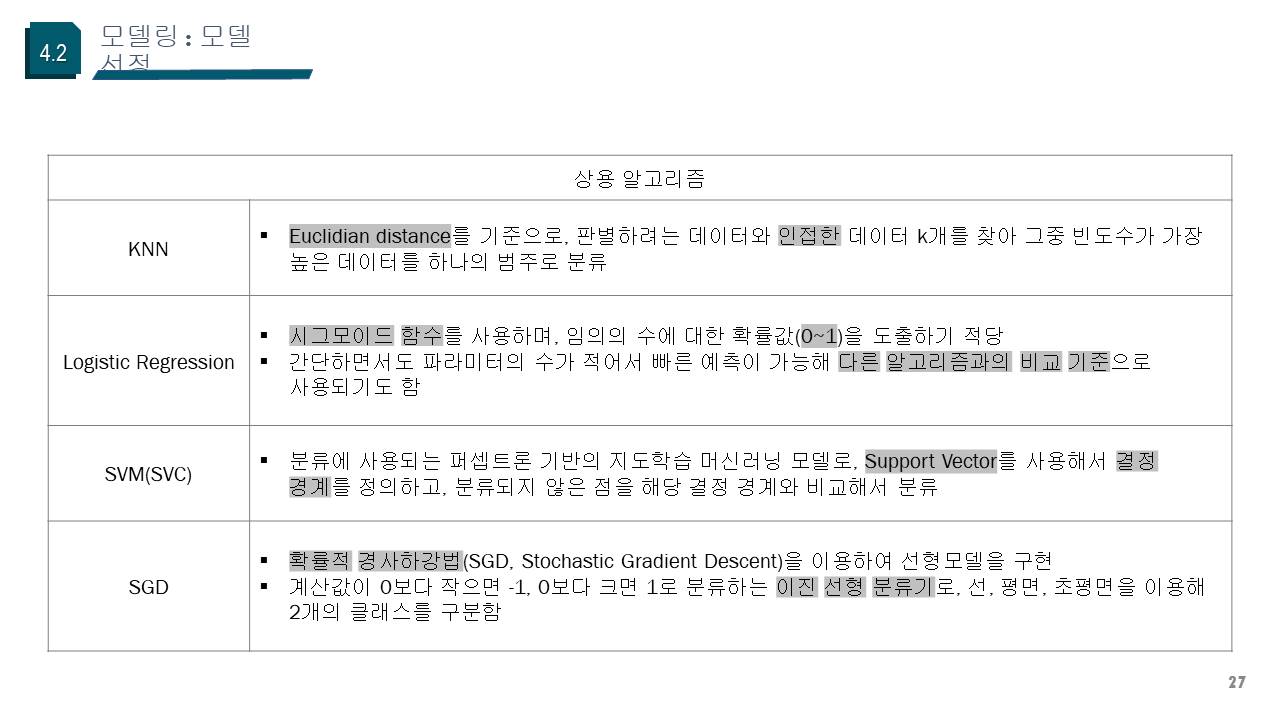 4.2
모델링 : 모델
선정
상용 알고리즘
KNN
▪ Euclidian distance를 기준으로, 판별하려는 데이터와 인접한 데이터 k개를 찾아 그중 빈도수가 가장
높은 데이터를 하나의 범주로 분류
Logistic Regression
▪ 시그모이드 함수를 사용하며, 임의의 수에 대한 확률값(0~1)을 도출하기 적당
▪ 간단하면서도 파라미터의 수가 적어서 빠른 예측이 가능해 다른 알고리즘과의 비교 기준으로
사용되기도 함
SVM(SVC)
▪ 분류에 사용되는 퍼셉트론 기반의 지도학습 머신러닝 모델로, Support Vector를 사용해서 결정
경계를 정의하고, 분류되지 않은 점을 해당 결정 경계와 비교해서 분류
SGD
▪ 확률적 경사하강법(SGD, Stochastic Gradient Descent)을 이용하여 선형모델을 구현
▪ 계산값이 0보다 작으면 -1, 0보다 크면 1로 분류하는 이진 선형 분류기로, 선, 평면, 초평면을 이용해
2개의 클래스를 구분함
27